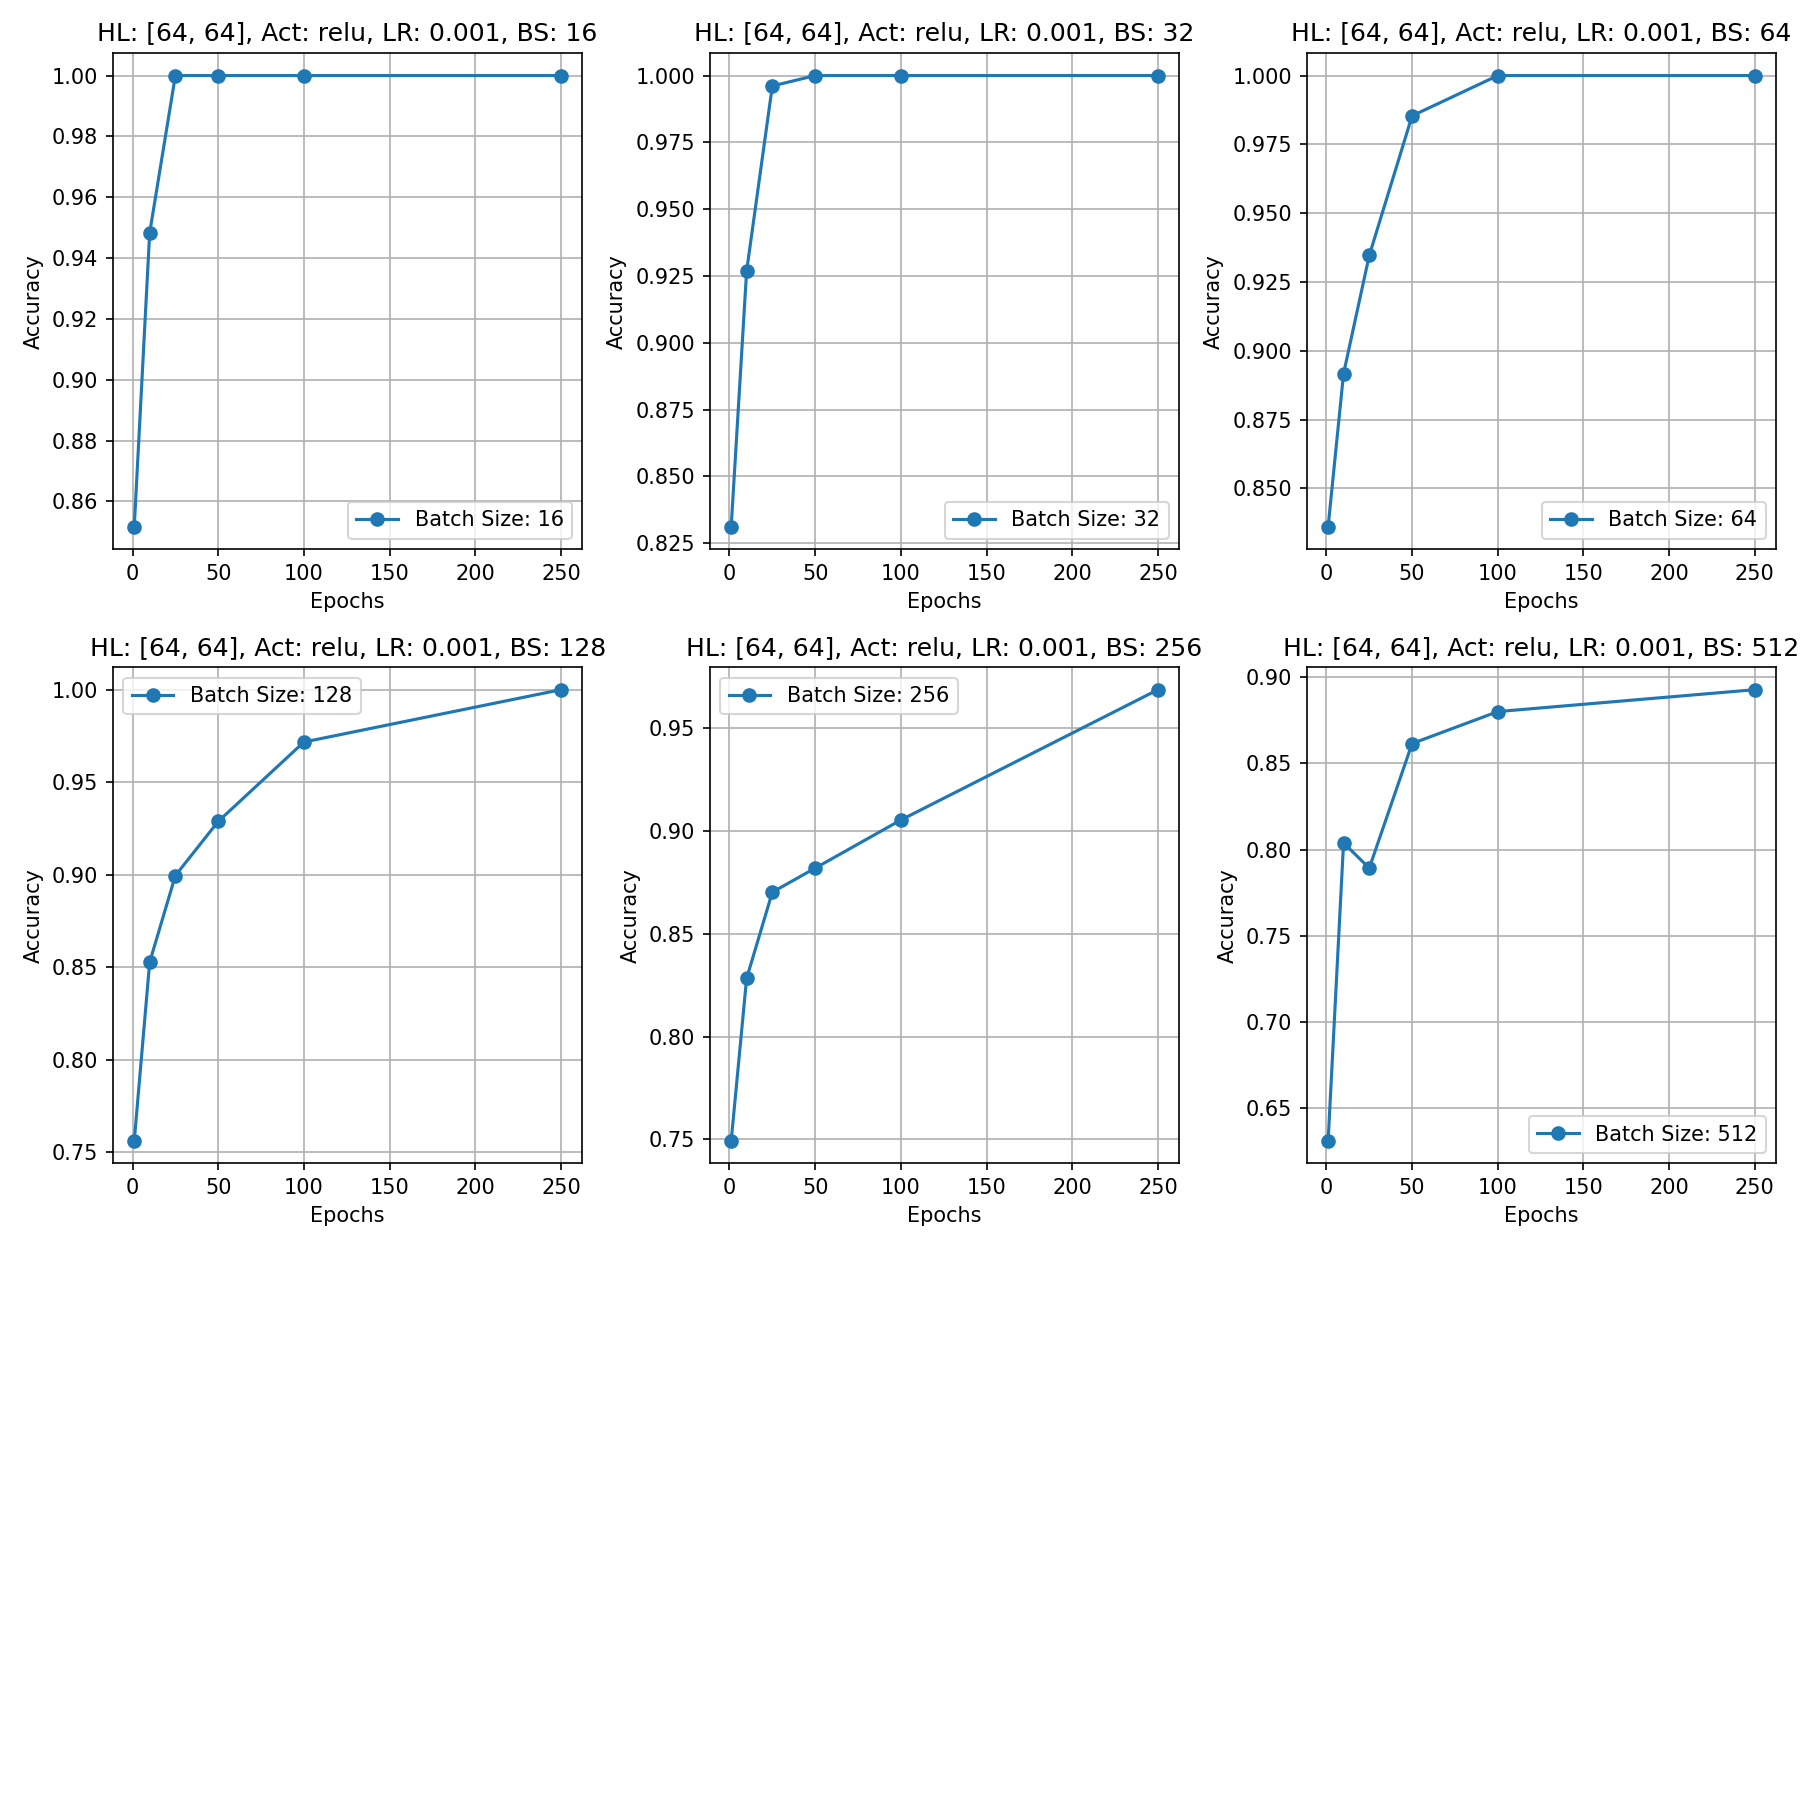 HL: [64, 64], Act: relu, LR: 0.001, BS: 16
1.00
0.98
0.96
0.94
0.92
0.90
0.88
0.86
Accuracy
Batch Size: 16
0 50 100 150 200 250
Epochs
HL: [64, 64], Act: relu, LR: 0.001, BS: 32
1.000
0.975
0.950
0.925
0.900
0.875
0.850
0.825
Accuracy
Batch Size: 32
0 50 100 150 200 250
Epochs
HL: [64, 64], Act: relu, LR: 0.001, BS: 64
1.000
0.975
0.950
0.925
0.900
0.875
0.850
Accuracy
Batch Size: 64
0 50 100 150 200 250
Epochs
HL: [64, 64], Act: relu, LR: 0.001, BS: 128
Batch Size: 128
1.00
0.95
0.90
0.85
0.80
0.75
Accuracy
0 50 100 150 200 250
Epochs
HL: [64, 64], Act: relu, LR: 0.001, BS: 256
Batch Size: 256
0.95
0.90
0.85
0.80
0.75
Accuracy
0 50 100 150 200 250
Epochs
HL: [64, 64], Act: relu, LR: 0.001, BS: 512
0.90
0.85
0.80
0.75
0.70
0.65
Accuracy
Batch Size: 512
0 50 100 150 200 250
Epochs